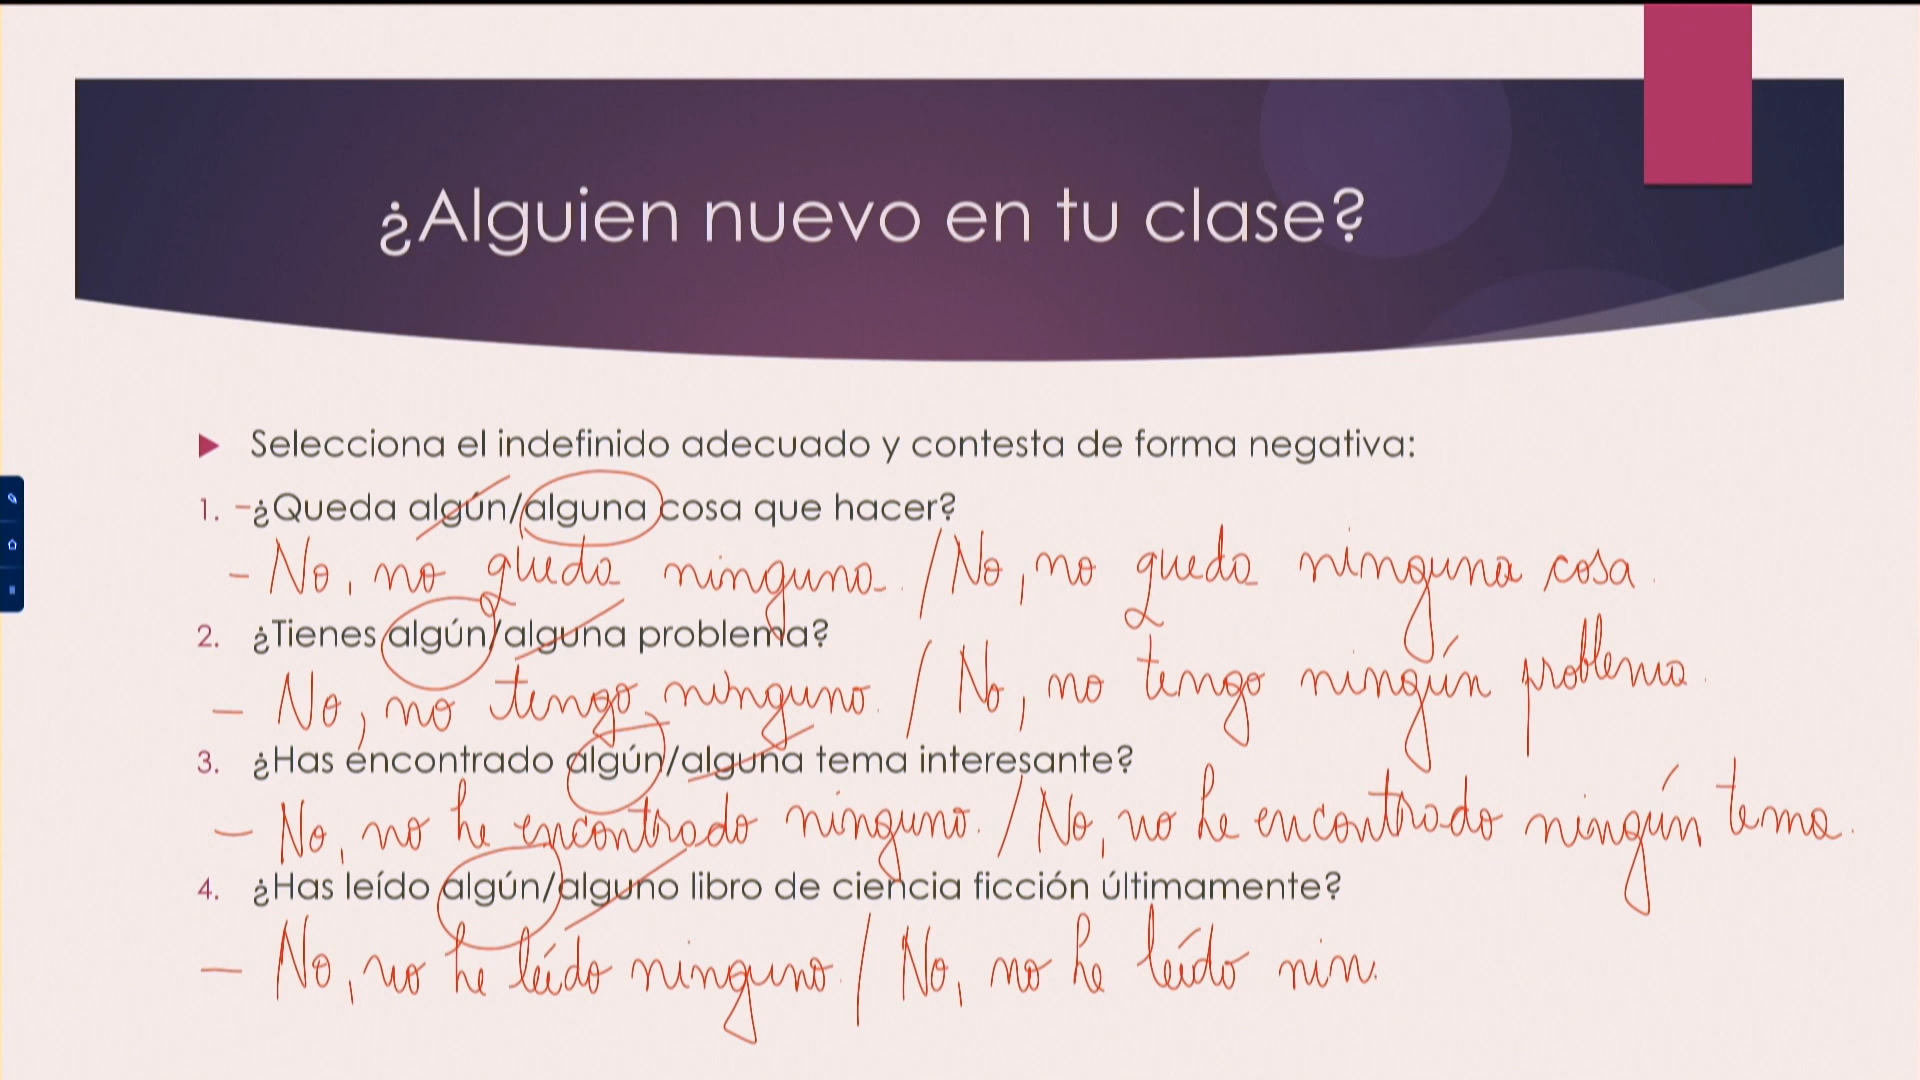 ¿Alguien nuevo en tu clase?
Selecciona el indefinido adecuado y contesta de forma negativa:
1. -¿Queda algún/alguna cosa que hacer?
- No, no queda ninguna. / No, no queda ninguna cosa.
2. ¿Tienes algún/alguna problema?
- No, no tengo ninguno. / No, no tengo ningún problema.
3. ¿Has encontrado algún/alguna tema interesante?
- No, no he encontrado ninguno. / No, no he encontrado ningún tema.
4. ¿Has leído algún/alguno libro de ciencia ficción últimamente?
- No, no he leído ninguno. / No, no he leído nin